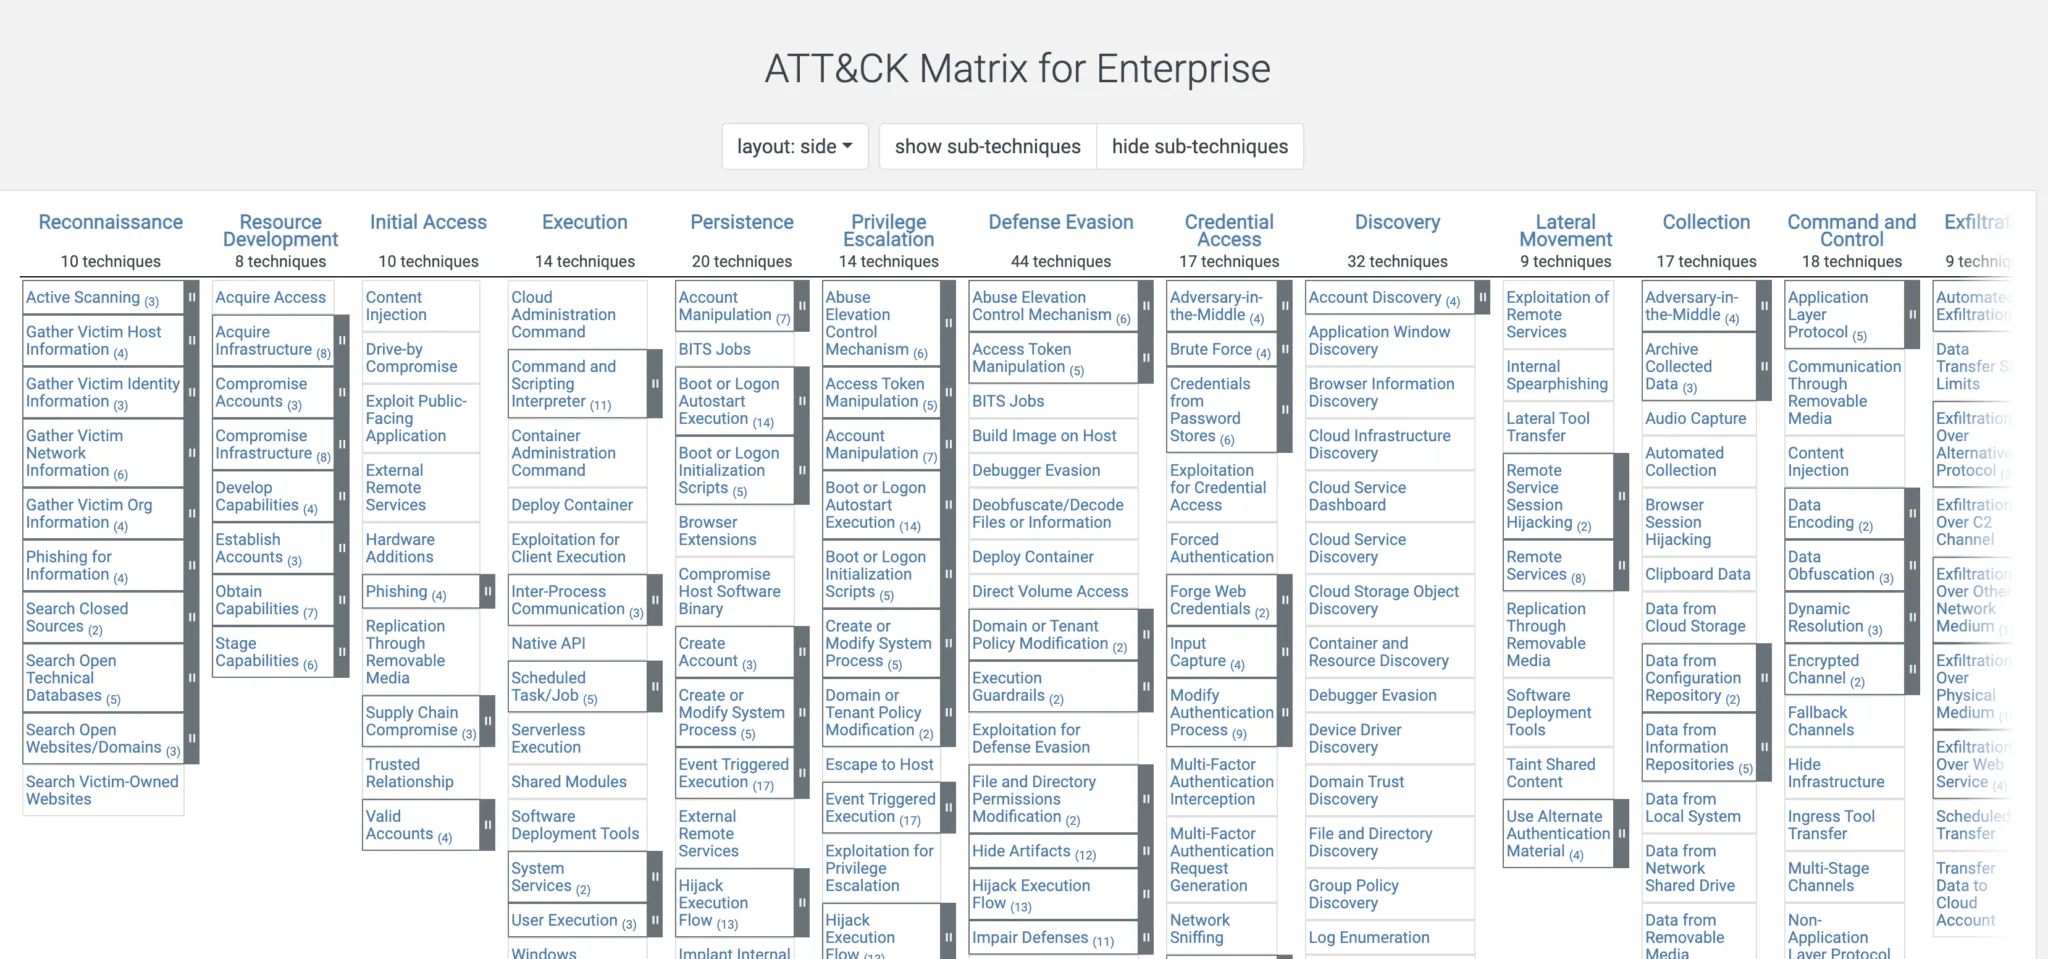 ATT&CK Matrix for Enterprise
layout: side
show sub-techniques
hide sub-techniques
Reconnaissance
10 techniques
Active Scanning (3)
Gather Victim Host
Information (4)
Gather Victim Identity
Information (3)
Gather Victim
Network
Information (6)
Gather Victim Org
Information (4)
Phishing for
Information (4)
Search Closed
Sources (2)
Search Open
Technical
Databases (5)
Search Open
Websites/Domains (3)
Search Victim-Owned
Websites
Resource
Development
8 techniques
Acquire Access
Acquire
Infrastructure (8)
Compromise
Accounts (3)
Compromise
Infrastructure (8)
Develop
Capabilities (4)
Establish
Accounts (3)
Obtain
Capabilities (7)
Stage
Capabilities (6)
Initial Access
10 techniques
Content
Injection
Drive-by
Compromise
Exploit Public-
Facing
Application
External
Remote
Services
Hardware
Additions
Phishing (4)
Replication
Through
Removable
Media
Supply Chain
Compromise (3)
Trusted
Relationship
Valid
Accounts (4)
Execution
14 techniques
Cloud
Administration
Command
Command and
Scripting
Interpreter (11)
Container
Administration
Command
Deploy Container
Exploitation for
Client Execution
Inter-Process
Communication (3)
Native API
Scheduled
Task/Job (5)
Serverless
Execution
Shared Modules
Software
Deployment Tools
System
Services (2)
User Execution (3)
Windows
Persistence
20 techniques
Account
Manipulation (7)
BITS Jobs
Boot or Logon
Autostart
Execution (14)
Boot or Logon
Initialization
Scripts (5)
Browser
Extensions
Compromise
Host Software
Binary
Create
Account (3)
Create or
Modify System
Process (5)
Event Triggered
Execution (17)
External
Remote
Services
Hijack
Execution
Flow (13)
Implant Internal
Privilege
Escalation
14 techniques
Abuse
Elevation
Control
Mechanism (6)
Access Token
Manipulation (5)
Account
Manipulation (7)
Boot or Logon
Autostart
Execution (14)
Boot or Logon
Initialization
Scripts (5)
Create or
Modify System
Process (5)
Domain or
Tenant Policy
Modification (2)
Escape to Host
Event Triggered
Execution (17)
Exploitation for
Privilege
Escalation
Hijack
Execution
Flow (13)
Defense Evasion
44 techniques
Abuse Elevation
Control Mechanism (6)
Access Token
Manipulation (5)
BITS Jobs
Build Image on Host
Debugger Evasion
Deobfuscate/Decode
Files or Information
Deploy Container
Direct Volume Access
Domain or Tenant
Policy Modification (2)
Execution
Guardrails (2)
Exploitation for
Defense Evasion
File and Directory
Permissions
Modification (2)
Hide Artifacts (12)
Hijack Execution
Flow (13)
Impair Defenses (11)
Credential
Access
17 techniques
Adversary-in-
the-Middle (4)
Brute Force (4)
Credentials
from
Password
Stores (6)
Exploitation
for Credential
Access
Forced
Authentication
Forge Web
Credentials (2)
Input
Capture (4)
Modify
Authentication
Process (9)
Multi-Factor
Authentication
Interception
Multi-Factor
Authentication
Request
Generation
Network
Sniffing
Discovery
32 techniques
Account Discovery (4)
Application Window
Discovery
Browser Information
Discovery
Cloud Infrastructure
Discovery
Cloud Service
Dashboard
Cloud Service
Discovery
Cloud Storage Object
Discovery
Container and
Resource Discovery
Debugger Evasion
Device Driver
Discovery
Domain Trust
Discovery
File and Directory
Discovery
Group Policy
Discovery
Log Enumeration
Lateral
Movement
9 techniques
Exploitation of
Remote
Services
Internal
Spearphishing
Lateral Tool
Transfer
Remote
Service
Session
Hijacking (2)
Remote
Services (8)
Replication
Through
Removable
Media
Software
Deployment
Tools
Taint Shared
Content
Use Alternate
Authentication
Material (4)
Collection
17 techniques
Adversary-in-
the-Middle (4)
Archive
Collected
Data (3)
Audio Capture
Automated
Collection
Browser
Session
Hijacking
Clipboard Data
Data from
Cloud Storage
Data from
Configuration
Repository (2)
Data from
Information
Repositories (5)
Data from
Local System
Data from
Network
Shared Drive
Data from
Removable
Media
Command and
Control
18 techniques
Application
Layer
Protocol (5)
Communication
Through
Removable
Media
Content
Injection
Data
Encoding (2)
Data
Obfuscation (3)
Dynamic
Resolution (3)
Encrypted
Channel (2)
Fallback
Channels
Hide
Infrastructure
Ingress Tool
Transfer
Multi-Stage
Channels
Non-
Application
Layer Protocol
Exfiltrat
9 techniq
Automated
Exfiltration
Data
Transfer S
Limits
Exfiltration
Over
Alternative
Protocol
Exfiltration
Over C2
Channel
Exfiltration
Over Other
Network
Medium
Exfiltration
Over
Physical
Medium
Exfiltration
Over Web
Service (4)
Scheduled
Transfer
Transfer
Data to
Cloud
Account